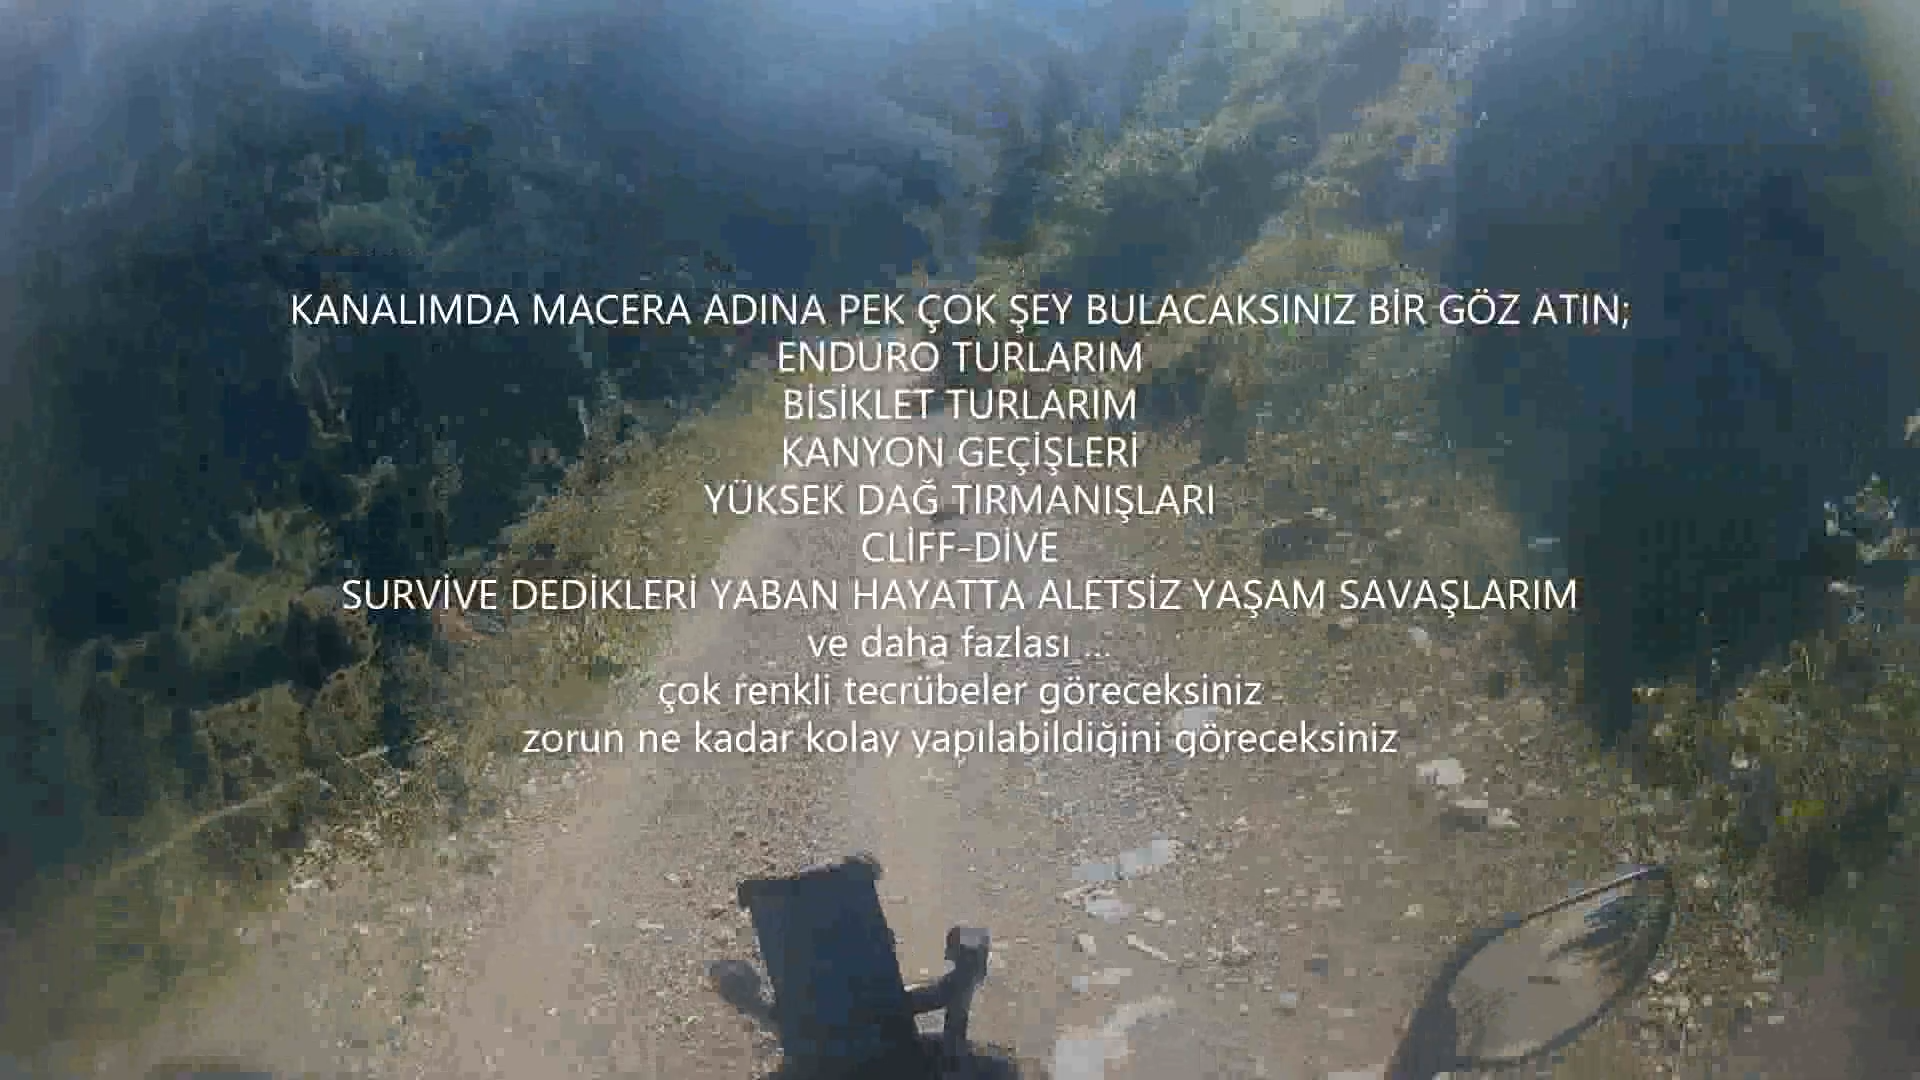 KANALIMDA MACERA ADINA PEK ÇOK ŞEY BULACAKSINIZ BİR GÖZ ATIN;
ENDURO TURLARIM
BİSİKLET TURLARIM
KANYON GEÇİŞLERİ
YÜKSEK DAĞ TIRMANIŞLARI
CLİFF-DİVE
SURVİVE DEDİKLERİ YABAN HAYATTA ALETSİZ YAŞAM SAVAŞLARIM
ve daha fazlası ...
çok renkli tecrübeler göreceksiniz
zorun ne kadar kolay yapılabildiğini göreceksiniz